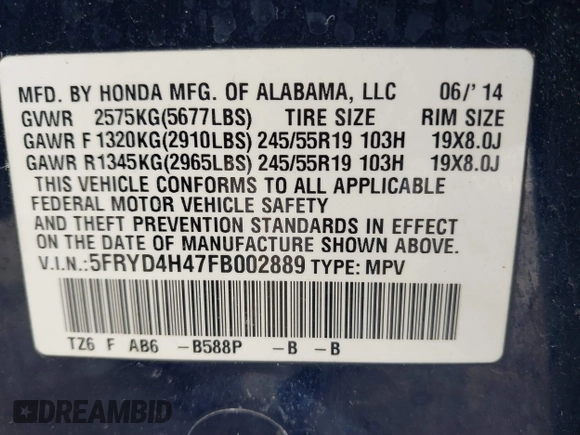 MFD. BY HONDA MFG. OF ALABAMA, LLC 06/' 14
GVWR 2575KG(5677LBS) TIRE SIZE RIM SIZE
GAWR F 1320KG(2910LBS) 245/55R19 103H 19X8.0J
GAWR R1345KG(2965LBS) 245/55R19 103H 19X8.0J
THIS VEHICLE CONFORMS TO ALL APPLICABLE
FEDERAL MOTOR VEHICLE SAFETY
AND THEFT PREVENTION STANDARDS IN EFFECT
ON THE DATE OF MANUFACTURE SHOWN ABOVE.
V.I.N.:5FRYD4H47FB002889 TYPE: MPV
TZ6 F AB6 -B588P -B -B
DREAMBID